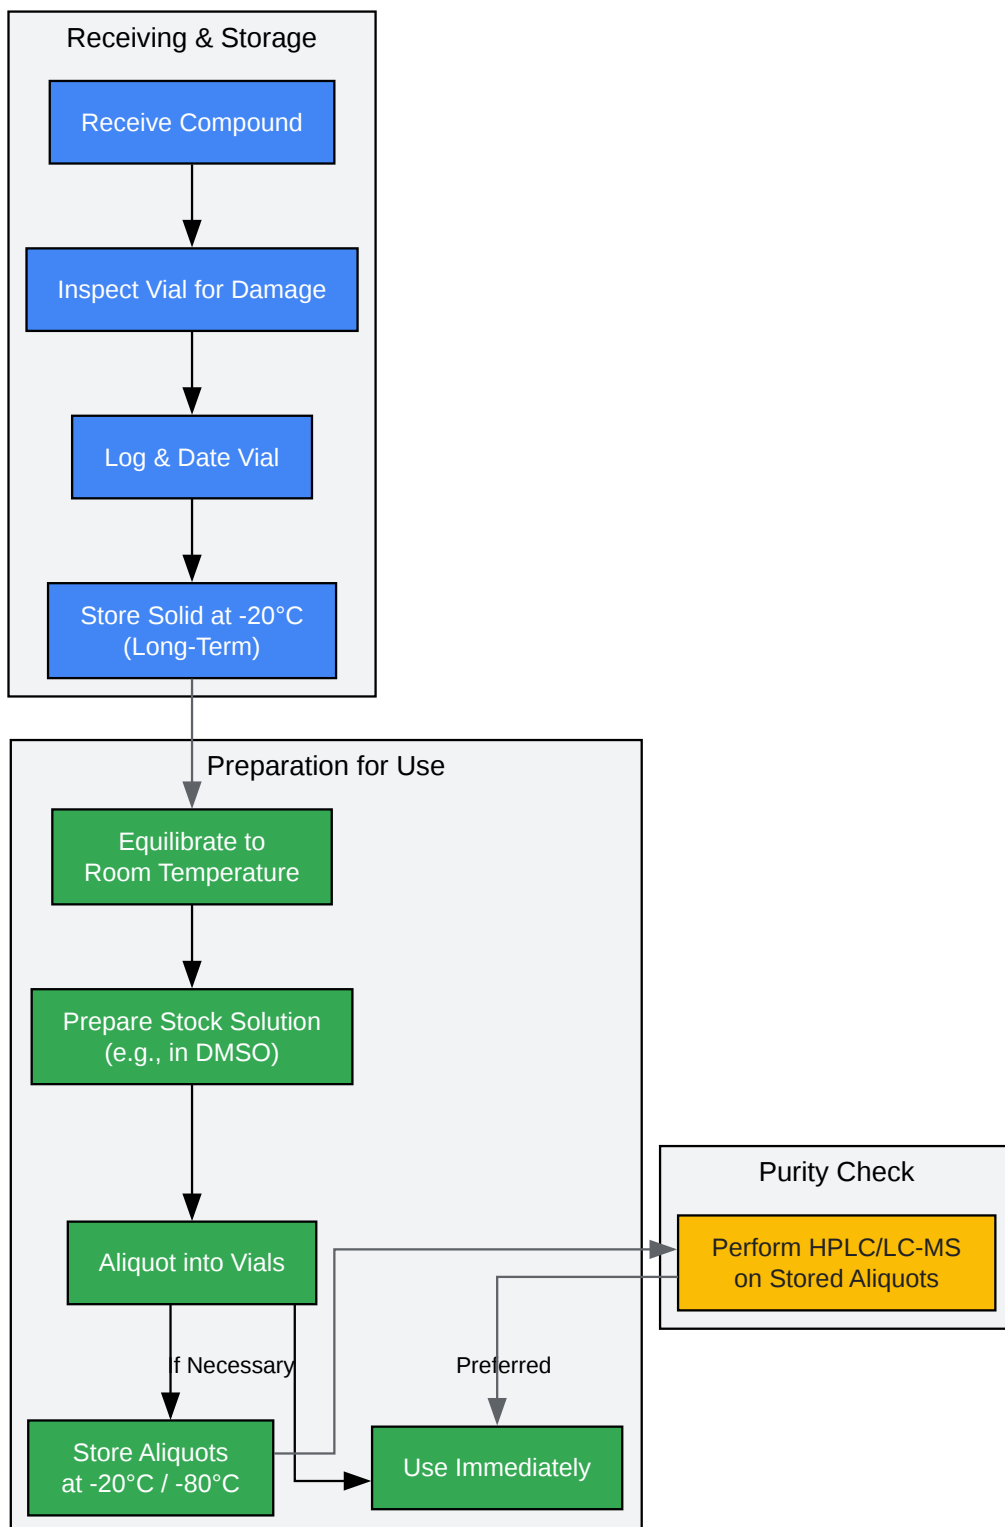 Receiving & Storage
Receive Compound
Inspect Vial for Damage
Log & Date Vial
Store Solid at -20°C
(Long-Term)
Preparation for Use
Equilibrate to
Room Temperature
Prepare Stock Solution
(e.g., in DMSO)
Purity Check
Perform HPLC/LC-MS
on Stored Aliquots
Aliquot into Vials
If Necessary
Preferred
Store Aliquots
at -20°C / -80°C
Use Immediately